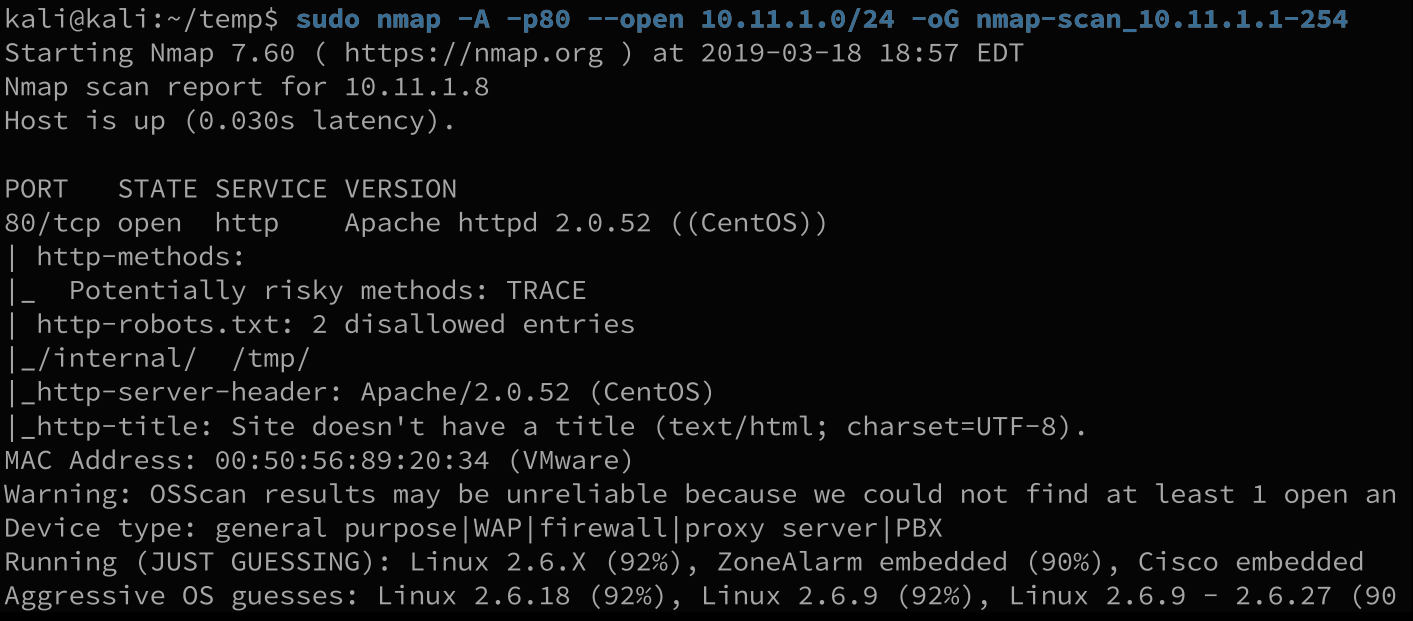 kali@kali:~/temp$ sudo nmap -A -p80 --open 10.11.1.0/24 -oG nmap-scan_10.11.1.1-254
Starting Nmap 7.60 ( https://nmap.org ) at 2019-03-18 18:57 EDT
Nmap scan report for 10.11.1.8
Host is up (0.030s latency).

PORT   STATE SERVICE VERSION
80/tcp open  http    Apache httpd 2.0.52 ((CentOS))
| http-methods:
|_  Potentially risky methods: TRACE
| http-robots.txt: 2 disallowed entries
|_/internal/  /tmp/
|_http-server-header: Apache/2.0.52 (CentOS)
|_http-title: Site doesn't have a title (text/html; charset=UTF-8).
MAC Address: 00:50:56:89:20:34 (VMware)
Warning: OSScan results may be unreliable because we could not find at least 1 open an
Device type: general purpose|WAP|firewall|proxy server|PBX
Running (JUST GUESSING): Linux 2.6.X (92%), ZoneAlarm embedded (90%), Cisco embedded
Aggressive OS guesses: Linux 2.6.18 (92%), Linux 2.6.9 (92%), Linux 2.6.9 - 2.6.27 (90